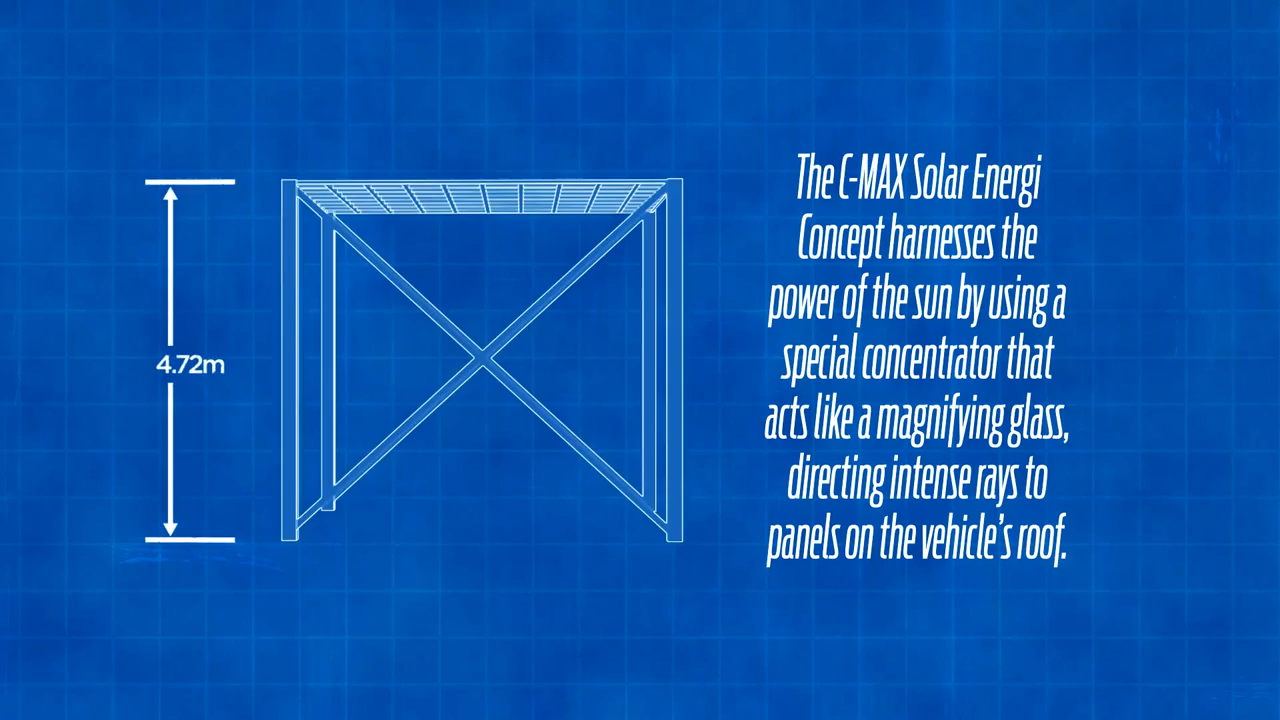 4.72m
The C-MAX Solar Energi
Concept harnesses the
power of the sun by using a
special concentrator that
acts like a magnifying glass,
directing intense rays to
panels on the vehicle's roof.